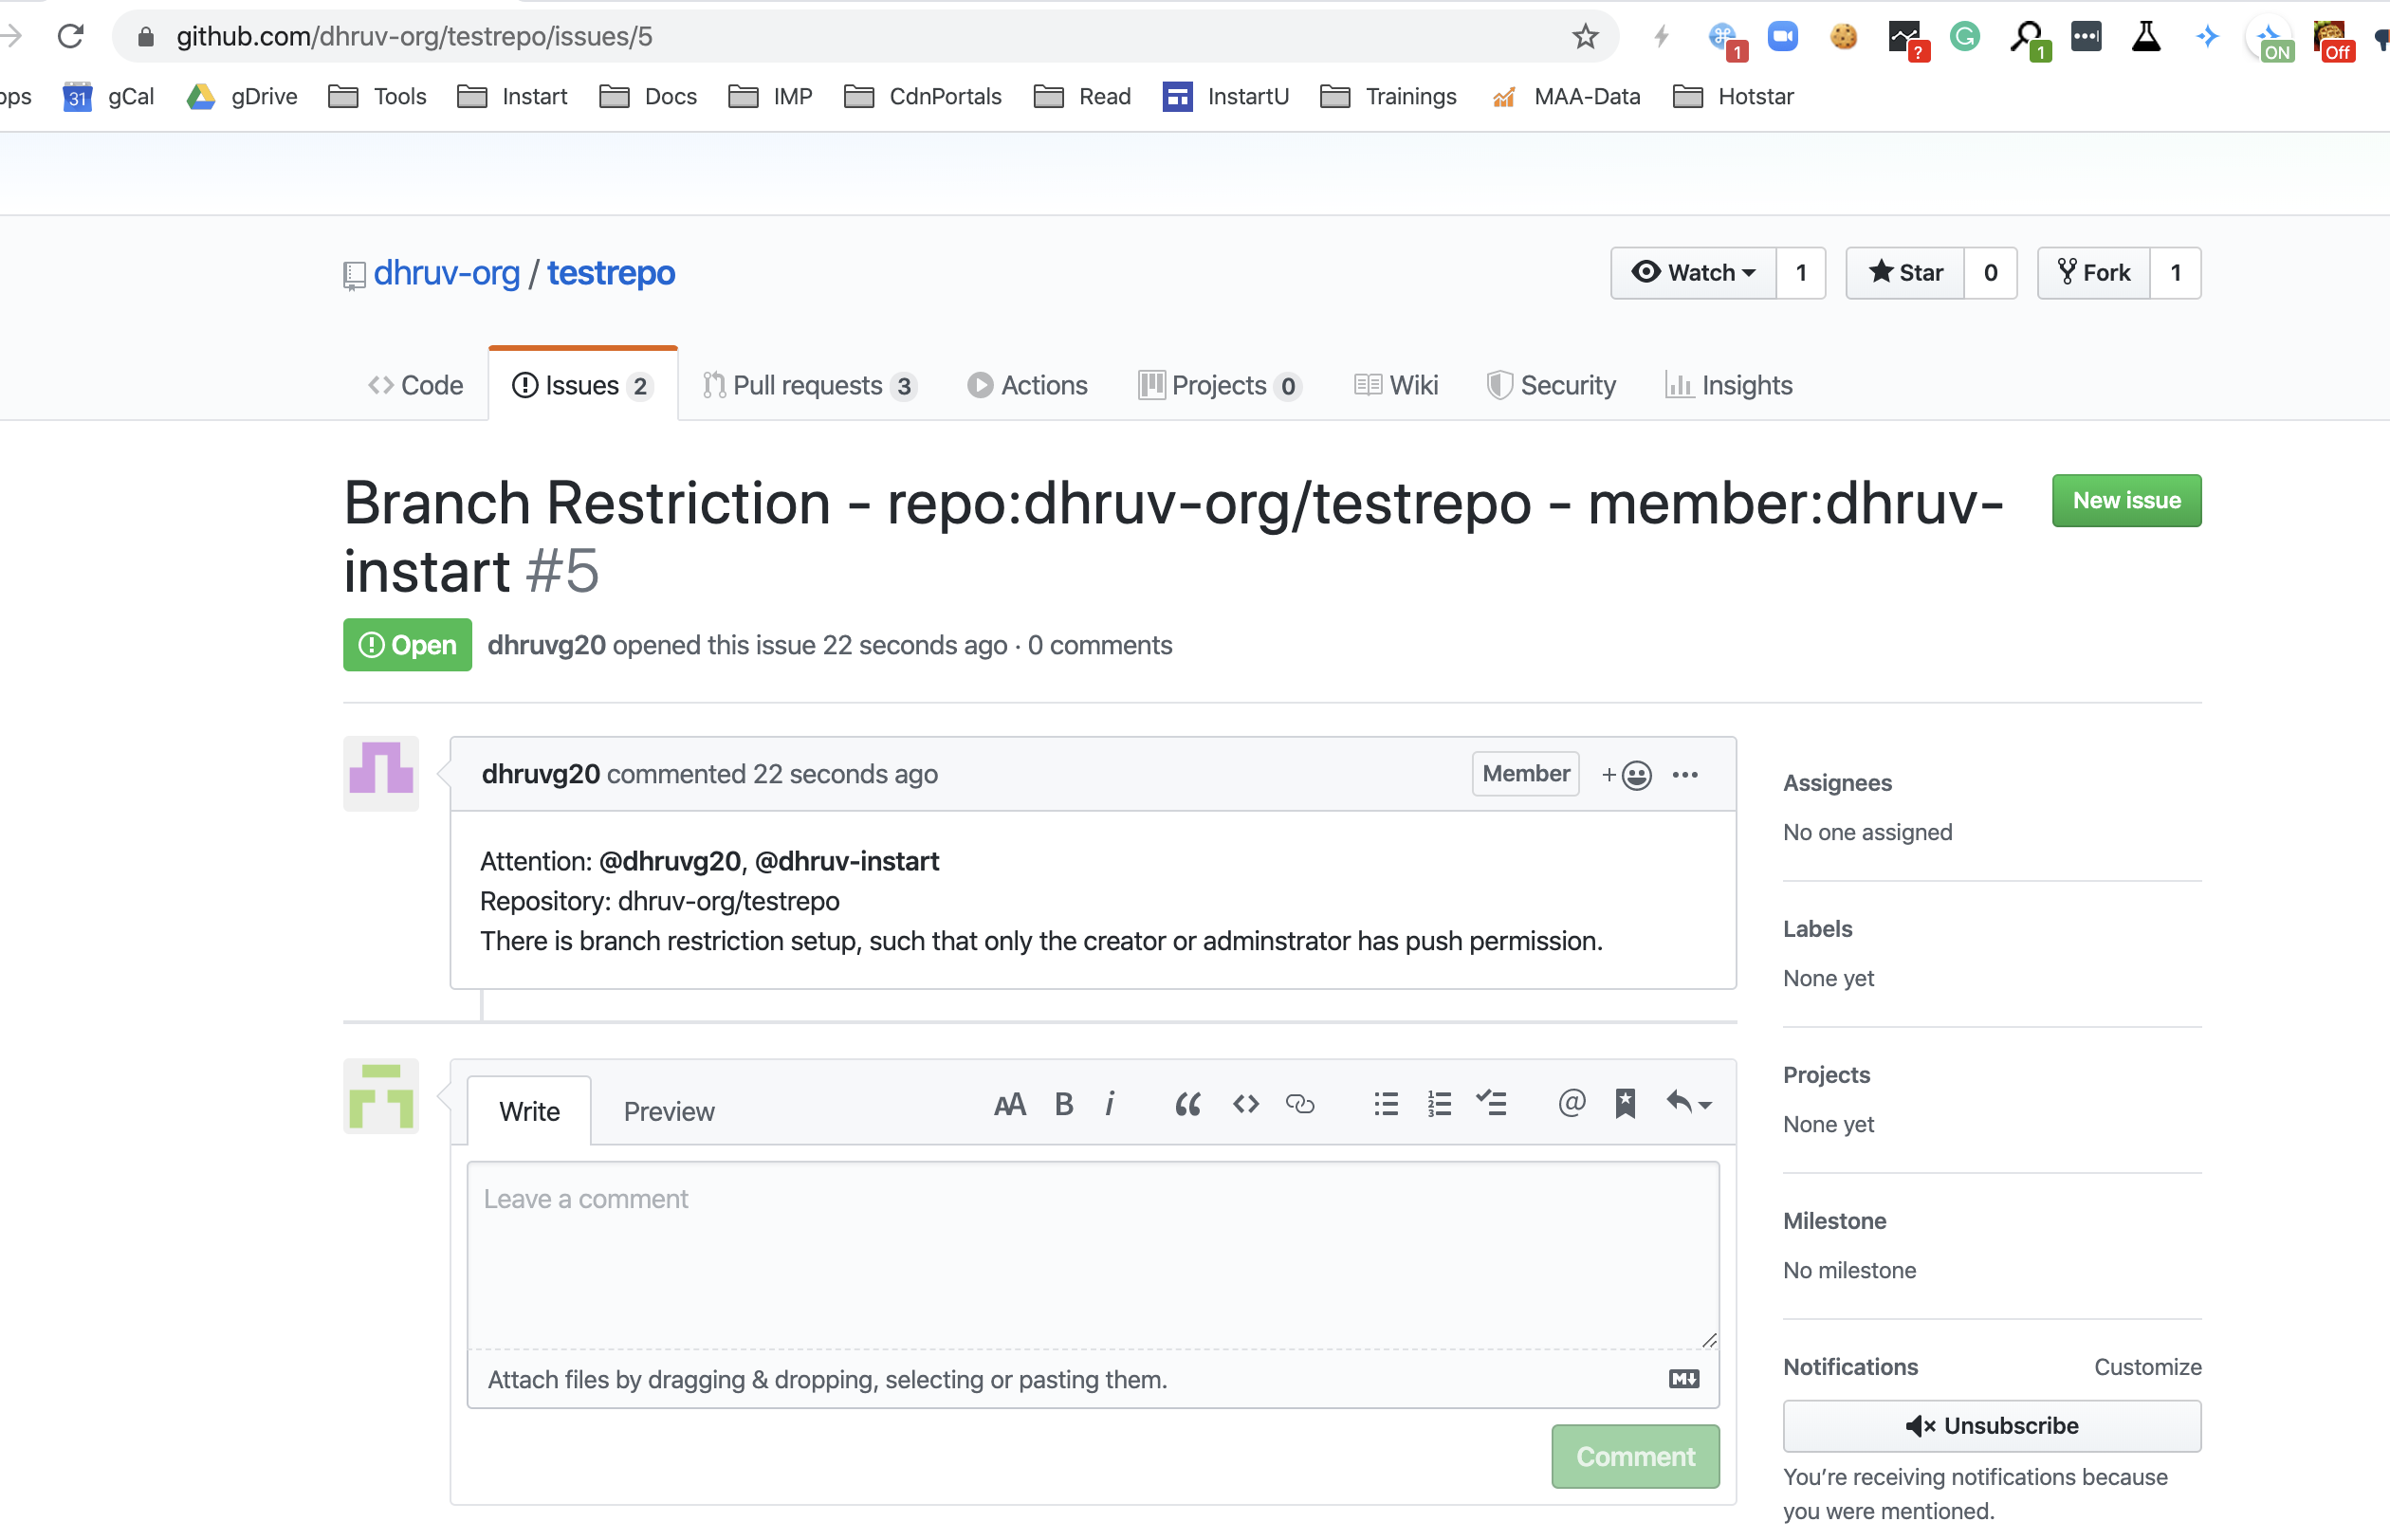 github.com/dhruv-org/testrepo/issues/5
1 ? 1 ON Off
31 gCal gDrive Tools Instart Docs IMP CdnPortals Read InstartU Trainings MAA-Data Hotstar
dhruv-org / testrepo
Watch 1 Star 0 Fork 1
Code Issues 2 Pull requests 3 Actions Projects 0 Wiki Security Insights
Branch Restriction - repo:dhruv-org/testrepo - member:dhruv-
instart #5
New issue
Open dhruvg20 opened this issue 22 seconds ago · 0 comments
dhruvg20 commented 22 seconds ago
Member
Attention: @dhruvg20, @dhruv-instart
Repository: dhruv-org/testrepo
There is branch restriction setup, such that only the creator or adminstrator has push permission.
Write Preview
AA B i
Leave a comment
Attach files by dragging & dropping, selecting or pasting them.
Comment
Assignees
No one assigned
Labels
None yet
Projects
None yet
Milestone
No milestone
Notifications Customize
Unsubscribe
You’re receiving notifications because
you were mentioned.